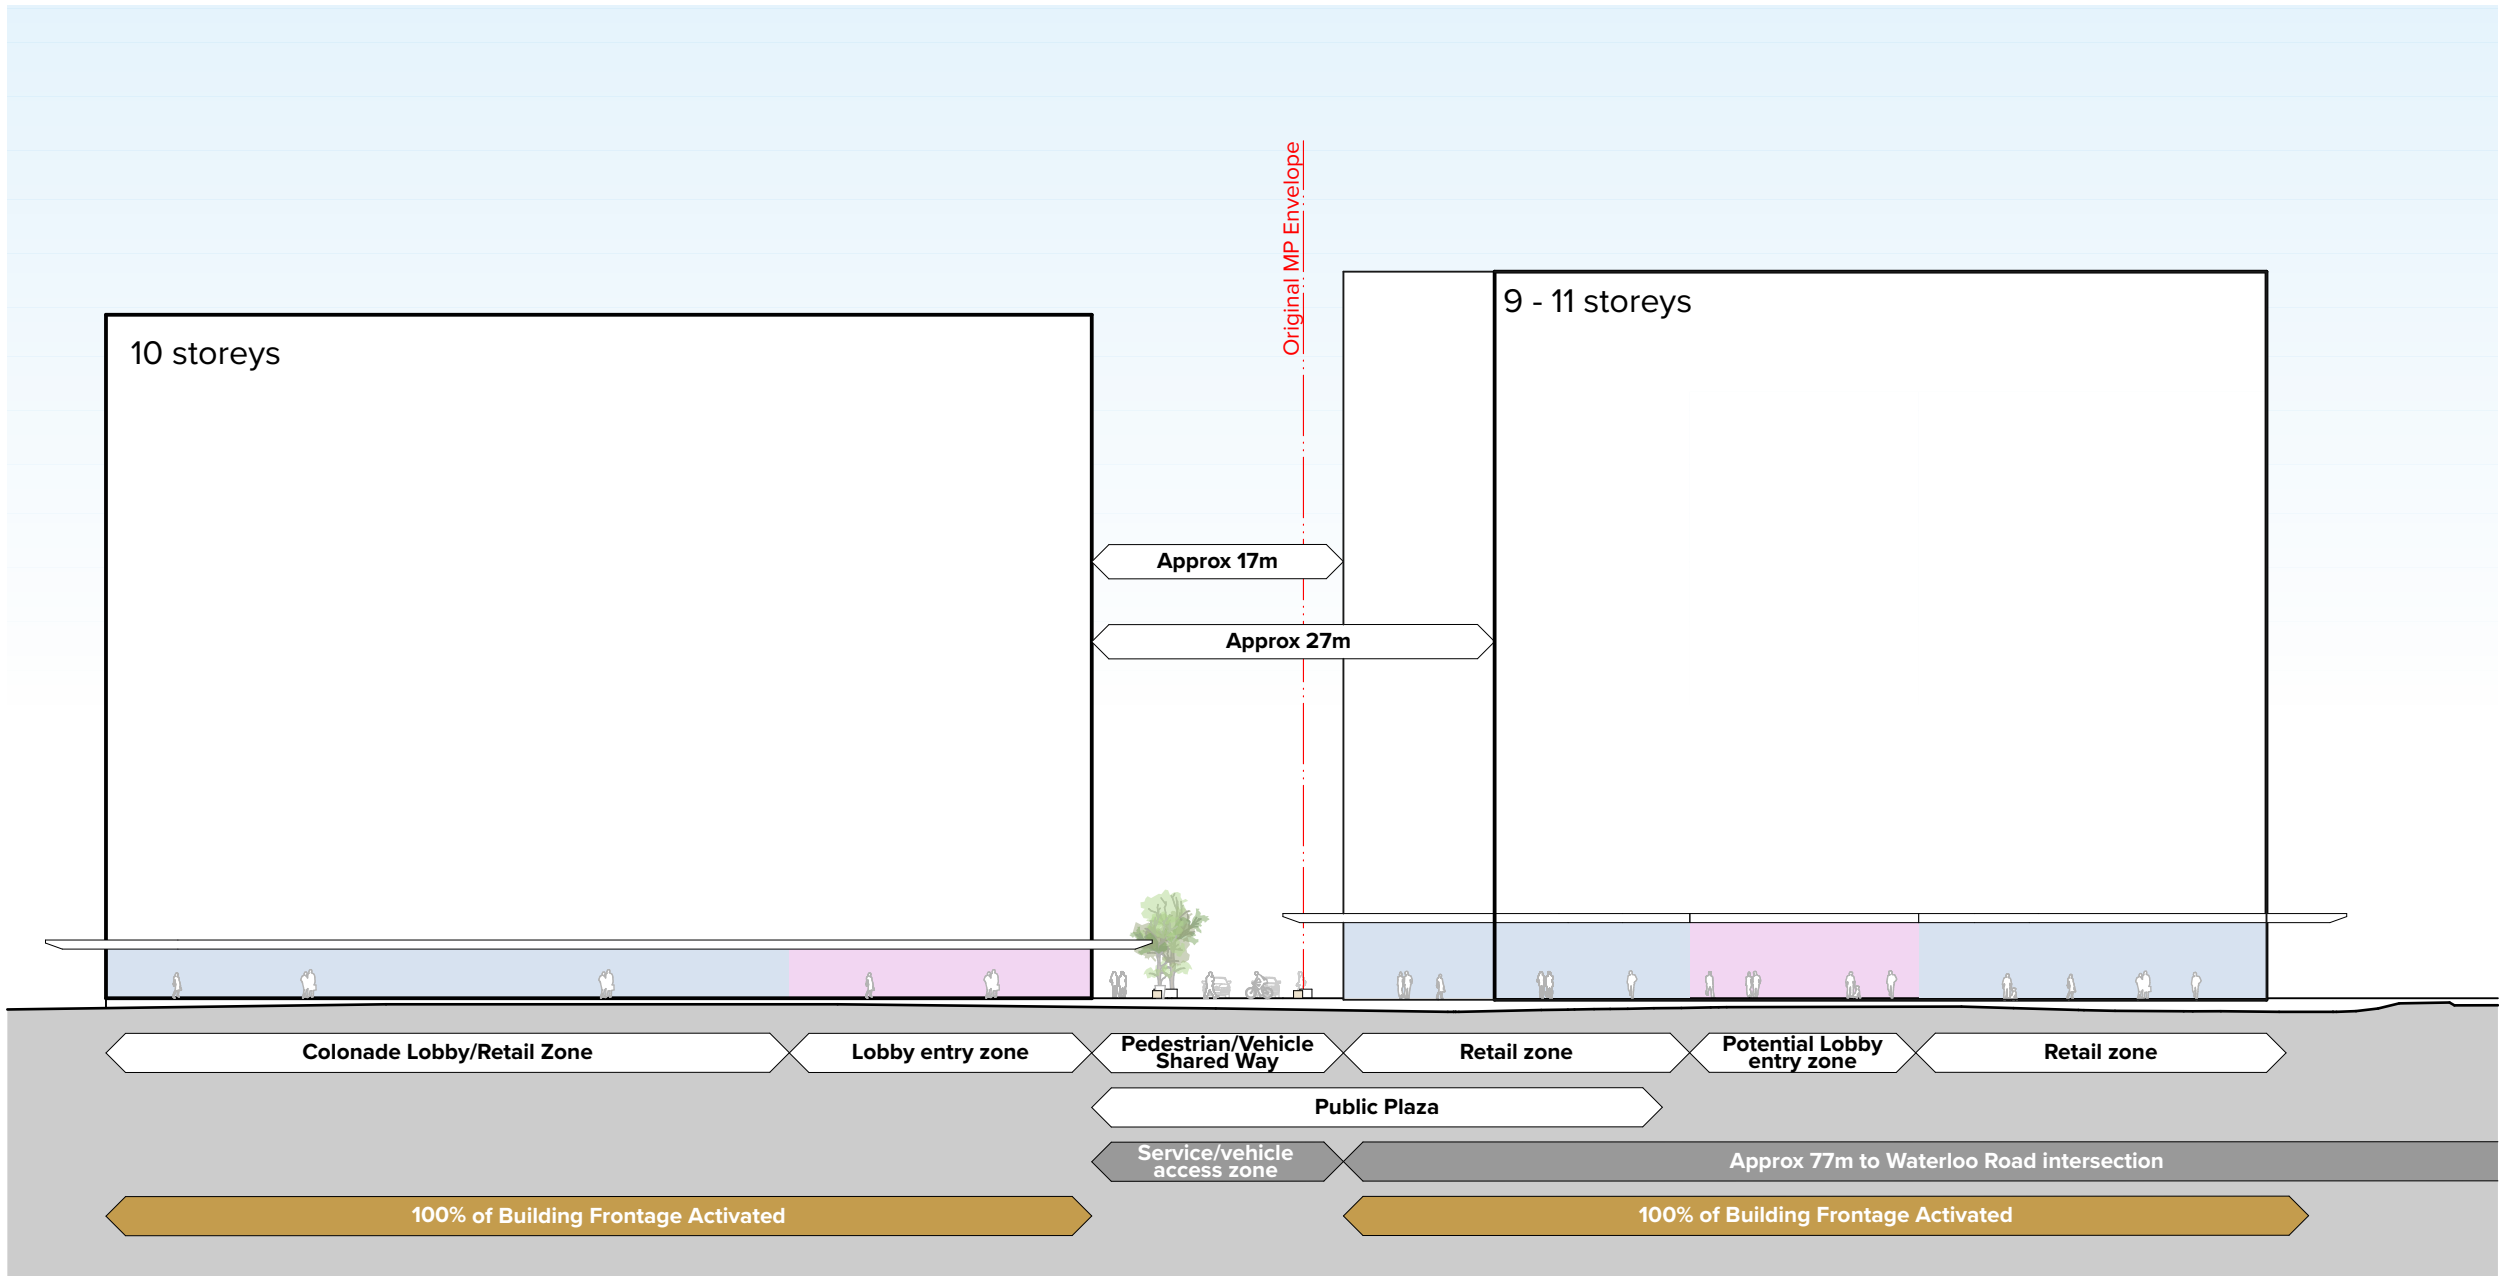 Original MP Envelope
9 - 11 storeys
10 storeys
Approx 17m
Approx 27m
Colonade Lobby/Retail Zone
Lobby entry zone
Pedestrian/Vehicle
Shared Way
Retail zone
Potential Lobby
entry zone
Retail zone
Public Plaza
Service/vehicle
access zone
Approx 77m to Waterloo Road intersection
100% of Building Frontage Activated
100% of Building Frontage Activated